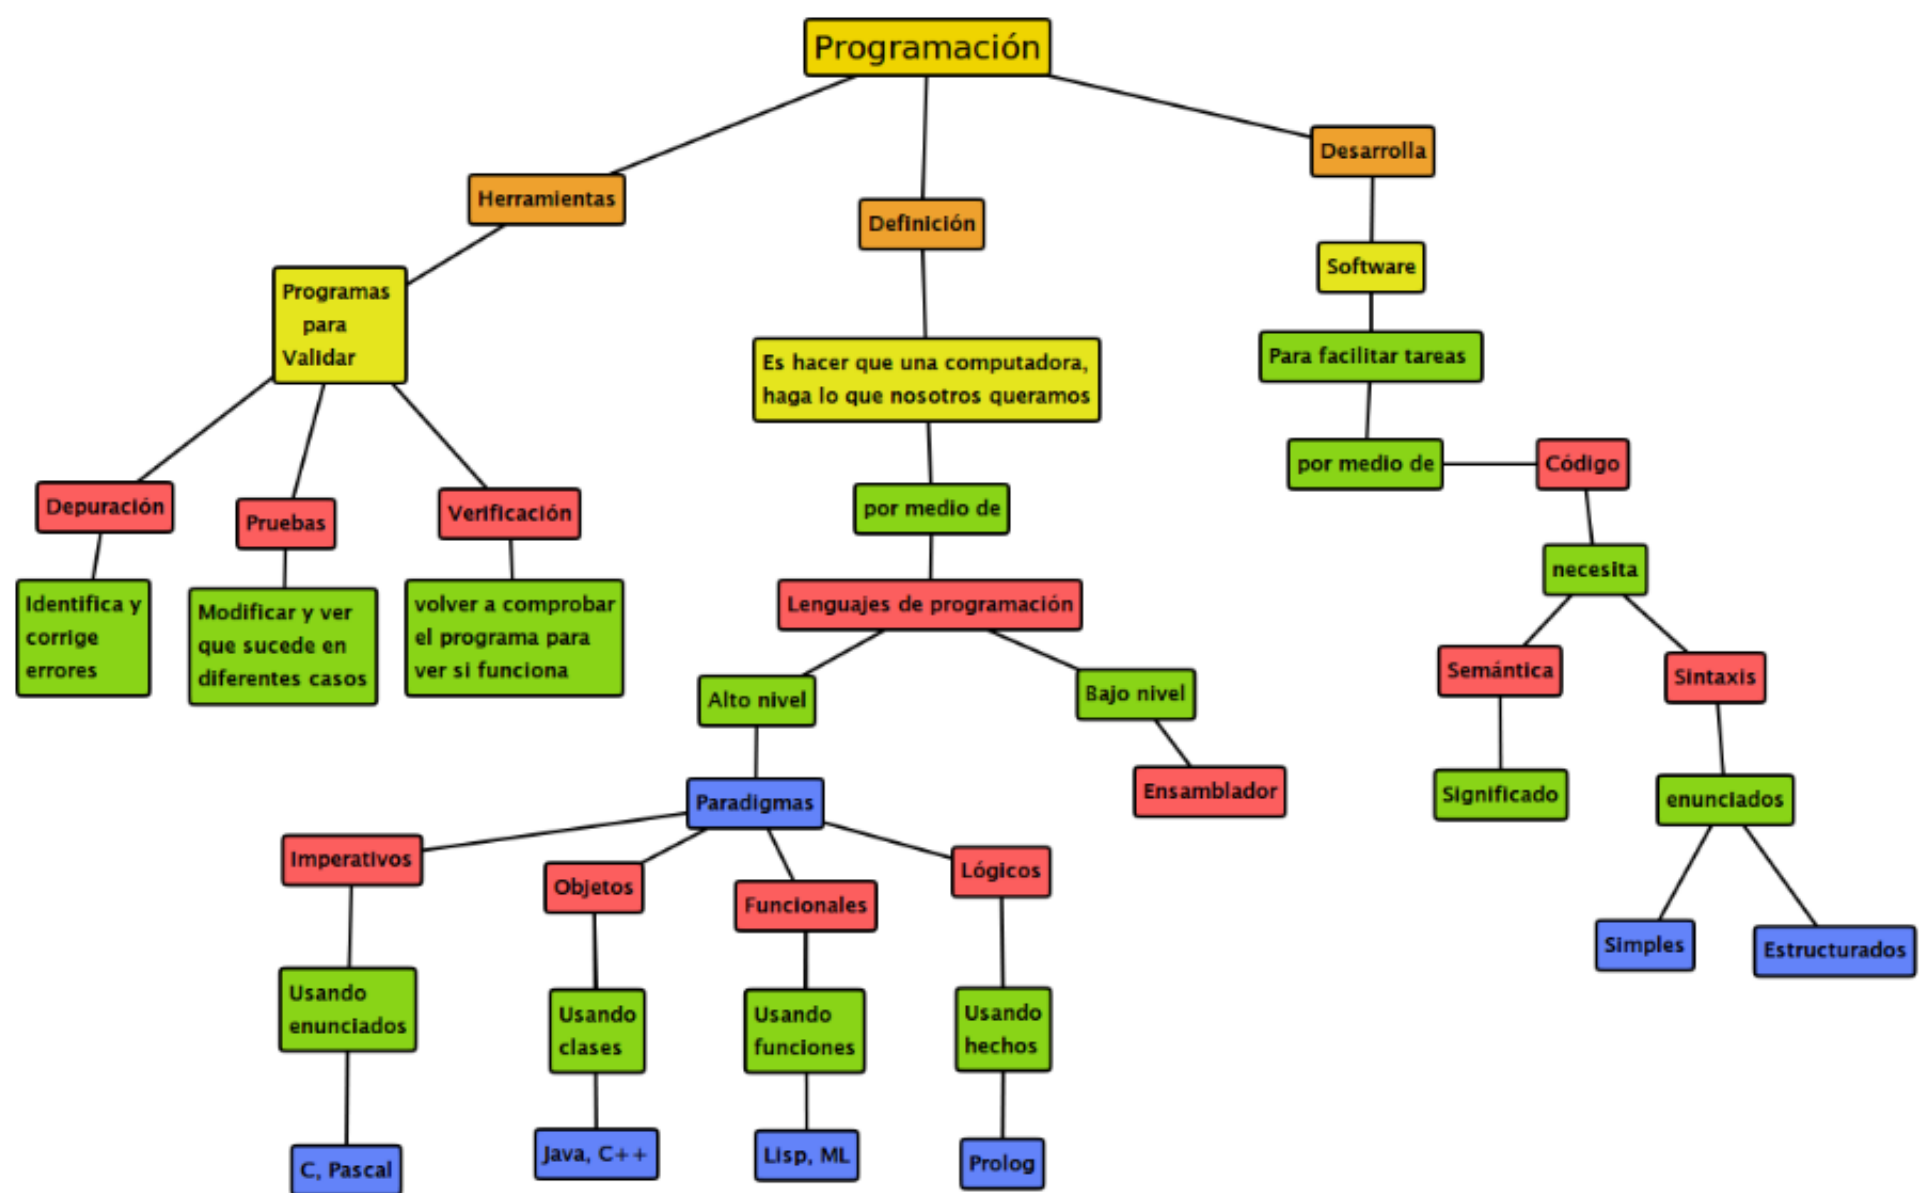 Programación
Desarrolla
Herramientas
Definición
Software
Programas
para
Validar
Para facilitar tareas
Es hacer que una computadora,
haga lo que nosotros queramos
por medio de
Código
Depuración
Pruebas
Verificación
por medio de
necesita
Identifica y
corrige
errores
Modificar y ver
que sucede en
diferentes casos
volver a comprobar
el programa para
ver si funciona
Lenguajes de programación
Semántica
Sintaxis
Alto nivel
Bajo nivel
Ensamblador
Significado
enunciados
Paradigmas
Imperativos
Objetos
Funcionales
Lógicos
Simples
Estructurados
Usando
enunciados
Usando
clases
Usando
funciones
Usando
hechos
C, Pascal
Java, C++
Lisp, ML
Prolog